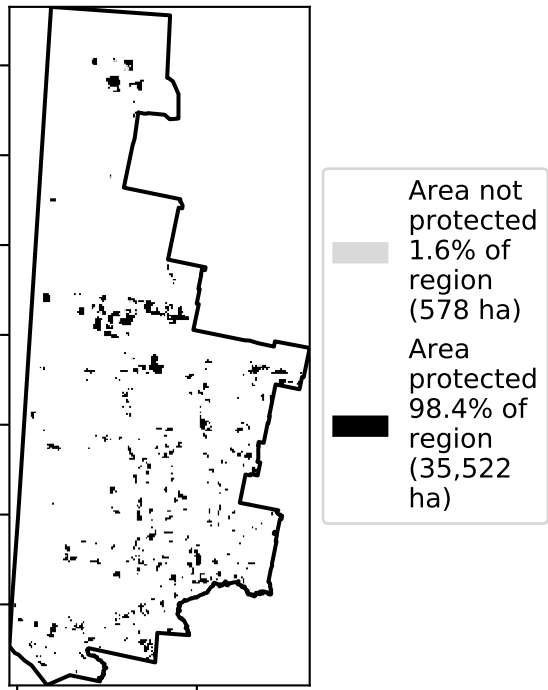 Area not
protected
1.6% of
region
(578 ha)
Area
protected
98.4% of
region
(35,522
ha)